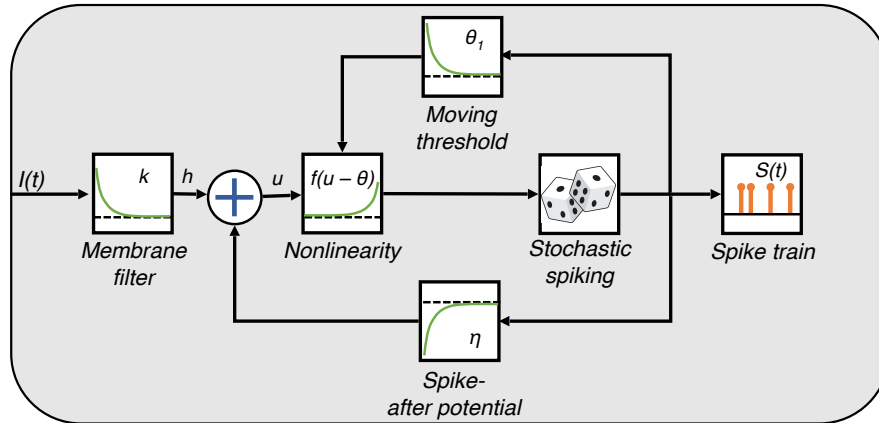 θ₁
Moving
threshold
I(t)
k
h
u
f(u – θ)
S(t)
Membrane
filter
Nonlinearity
Stochastic
spiking
Spike train
η
Spike-
after potential